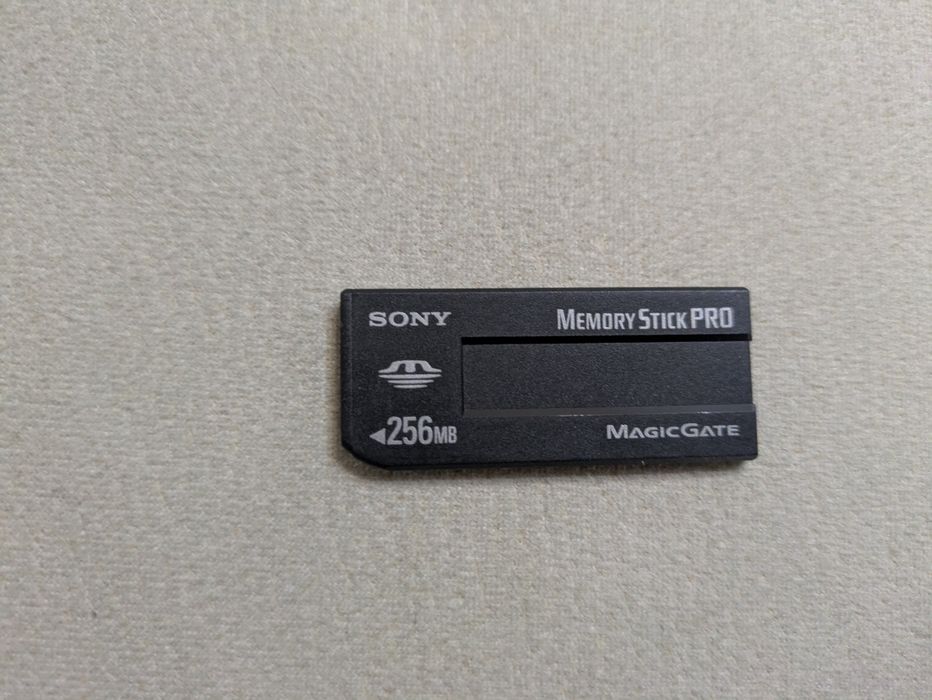 SONY
MEMORY STICK PRO
256MB
MAGICGATE